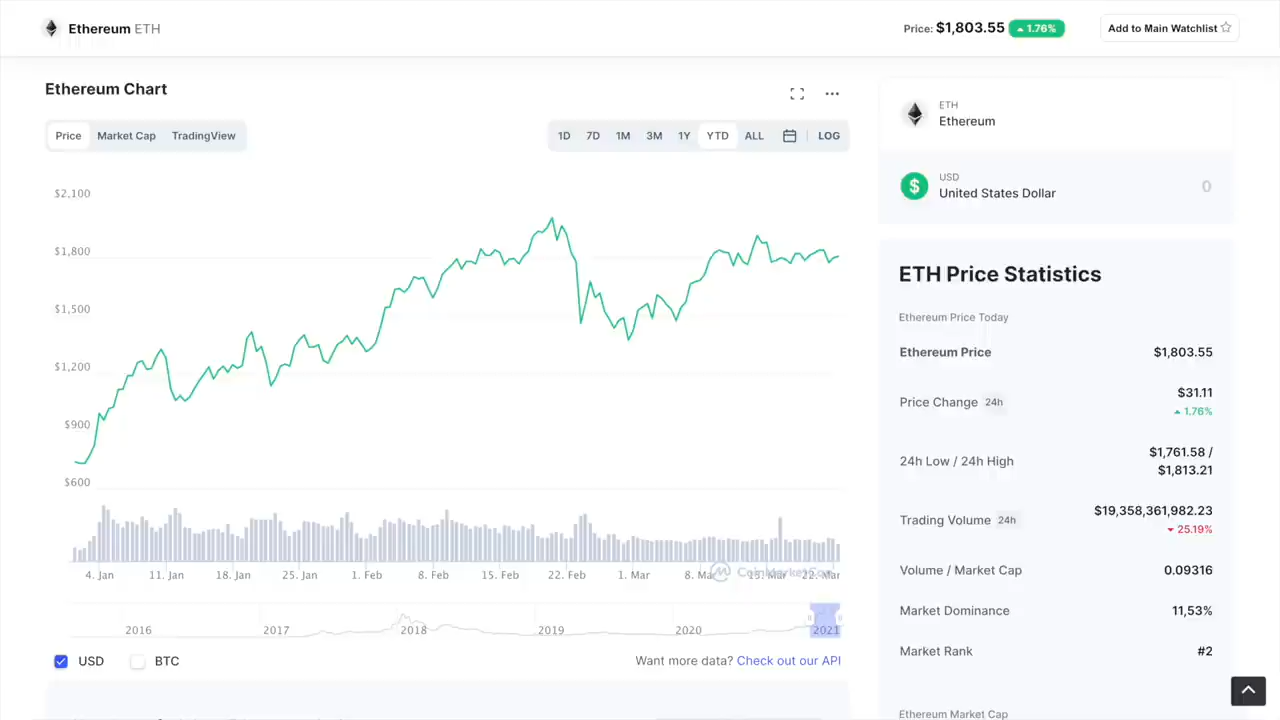 Ethereum ETH
Price: $1,803.55 1.76%
Add to Main Watchlist
Ethereum Chart
Price Market Cap TradingView
1D 7D 1M 3M 1Y YTD ALL LOG
$2,100
$1,800
$1,500
$1,200
$900
$600
4. Jan 11. Jan 18. Jan 25. Jan 1. Feb 8. Feb 15. Feb 22. Feb 1. Mar 8. Mar 15. Mar 22. Mar
2016 2017 2018 2019 2020 2021
USD BTC
Want more data? Check out our API
ETH
Ethereum
USD
United States Dollar
0
ETH Price Statistics
Ethereum Price Today
Ethereum Price $1,803.55
Price Change 24h $31.11
1.76%
24h Low / 24h High $1,761.58 /
$1,813.21
Trading Volume 24h $19,358,361,982.23
25.19%
Volume / Market Cap 0.09316
Market Dominance 11,53%
Market Rank #2
Ethereum Market Cap